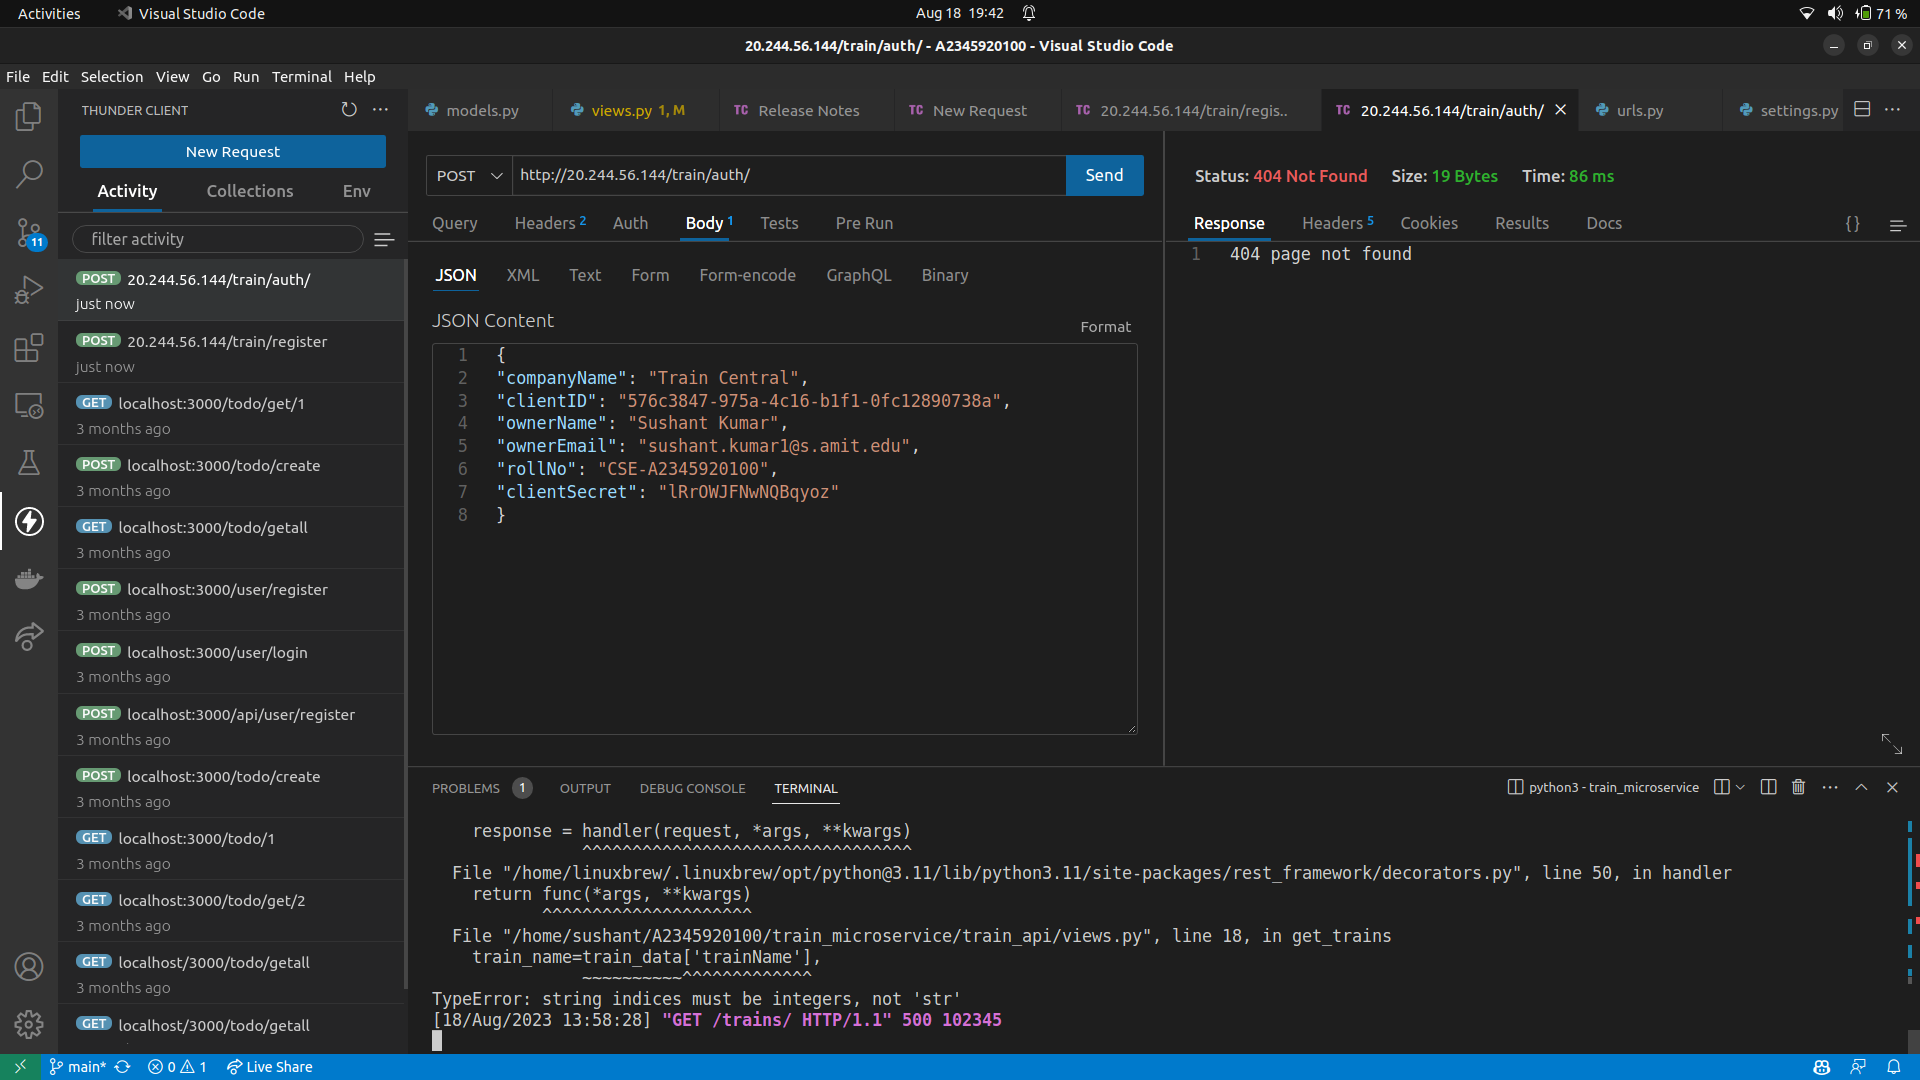 Activities
Visual Studio Code
Aug 18 19:42
71 %
20.244.56.144/train/auth/ - A2345920100 - Visual Studio Code
File Edit Selection View Go Run Terminal Help
THUNDER CLIENT
New Request
Activity
Collections
Env
filter activity
POST 20.244.56.144/train/auth/
just now
POST 20.244.56.144/train/register
just now
GET localhost:3000/todo/get/1
3 months ago
POST localhost:3000/todo/create
3 months ago
GET localhost:3000/todo/getall
3 months ago
POST localhost:3000/user/register
3 months ago
POST localhost:3000/user/login
3 months ago
POST localhost:3000/api/user/register
3 months ago
POST localhost:3000/todo/create
3 months ago
GET localhost:3000/todo/1
3 months ago
GET localhost:3000/todo/get/2
3 months ago
GET localhost/3000/todo/getall
3 months ago
GET localhost/3000/todo/getall
11
models.py
views.py 1, M
TC Release Notes
TC New Request
TC 20.244.56.144/train/regis..
TC 20.244.56.144/train/auth/
urls.py
settings.py
POST
http://20.244.56.144/train/auth/
Send
Query
Headers 2
Auth
Body 1
Tests
Pre Run
JSON
XML
Text
Form
Form-encode
GraphQL
Binary
JSON Content
Format
1 {
2 "companyName": "Train Central",
3 "clientID": "576c3847-975a-4c16-b1f1-0fc12890738a",
4 "ownerName": "Sushant Kumar",
5 "ownerEmail": "sushant.kumar1@s.amit.edu",
6 "rollNo": "CSE-A2345920100",
7 "clientSecret": "lRrOWJFNwNQBqyoz"
8 }
Status: 404 Not Found
Size: 19 Bytes
Time: 86 ms
Response
Headers 5
Cookies
Results
Docs
{ }
1 404 page not found
PROBLEMS 1
OUTPUT
DEBUG CONSOLE
TERMINAL
python3 - train_microservice
response = handler(request, *args, **kwargs)
^^^^^^^^^^^^^^^^^^^^^^^^^^^^^^^^^
File "/home/linuxbrew/.linuxbrew/opt/python@3.11/lib/python3.11/site-packages/rest_framework/decorators.py", line 50, in handler
return func(*args, **kwargs)
^^^^^^^^^^^^^^^^^^^^^
File "/home/sushant/A2345920100/train_microservice/train_api/views.py", line 18, in get_trains
train_name=train_data['trainName'],
~~~~~~~~~~^^^^^^^^^^^^^
TypeError: string indices must be integers, not 'str'
[18/Aug/2023 13:58:28] "GET /trains/ HTTP/1.1" 500 102345
main*
0
1
Live Share